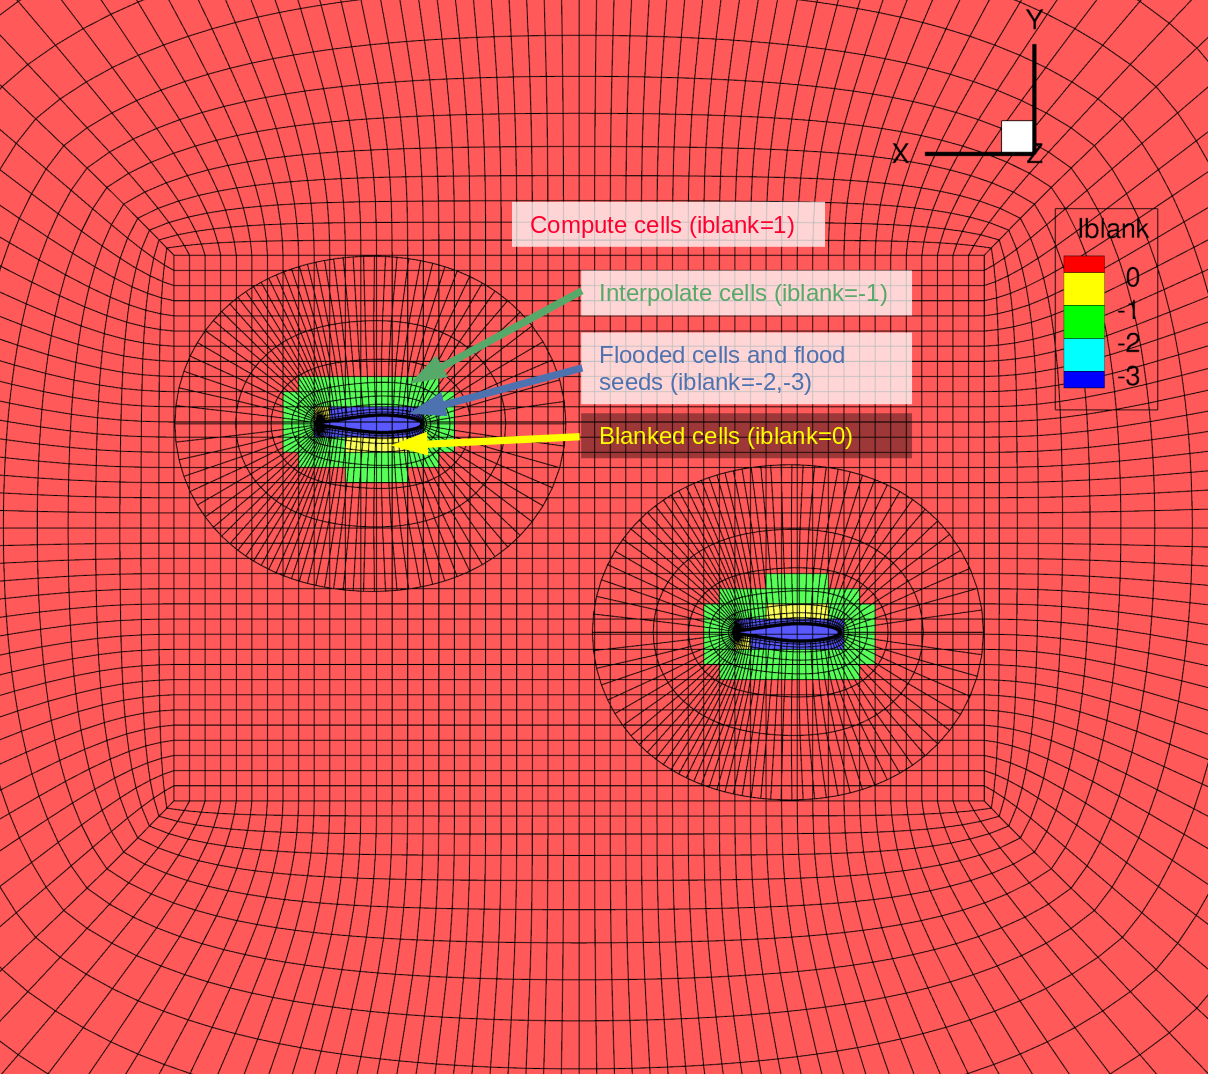 Y
X
Z
Compute cells (iblank=1)
Iblank
0
-1
-2
-3
Interpolate cells (iblank=-1)
Flooded cells and flood
seeds (iblank=-2,-3)
Blanked cells (iblank=0)